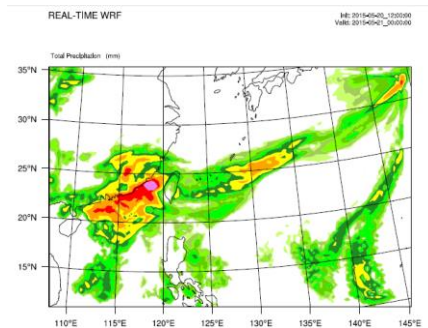 REAL-TIME WRF
Init: 2015-05-20_12:00:00
Valid: 2015-05-21_00:00:00
Total Precipitation (mm)
35°N
30°N
25°N
20°N
15°N
110°E 115°E 120°E 125°E 130°E 135°E 140°E 145°E